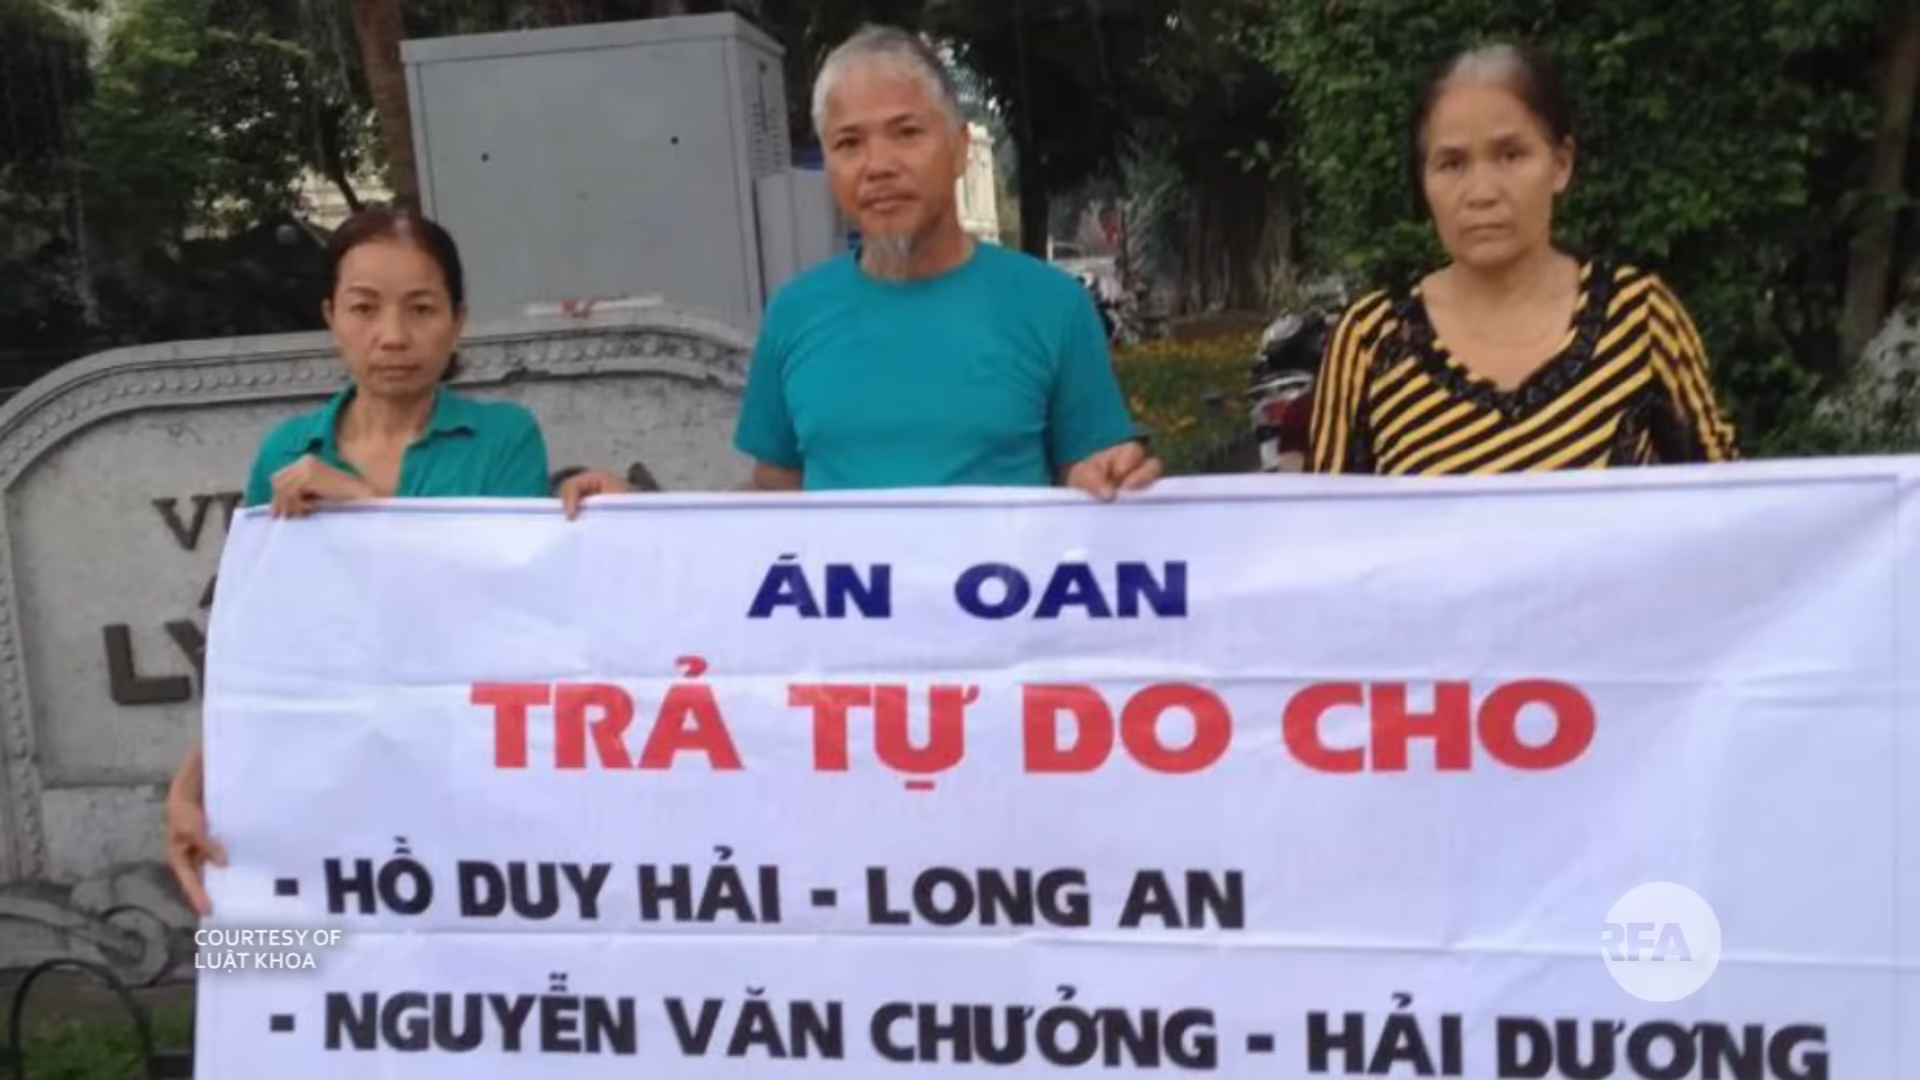 ÁN OAN
TRẢ TỰ DO CHO
- HỒ DUY HẢI - LONG AN
- NGUYỄN VĂN CHƯỞNG - HẢI DƯƠNG
COURTESY OF
LUẬT KHOA
RFA